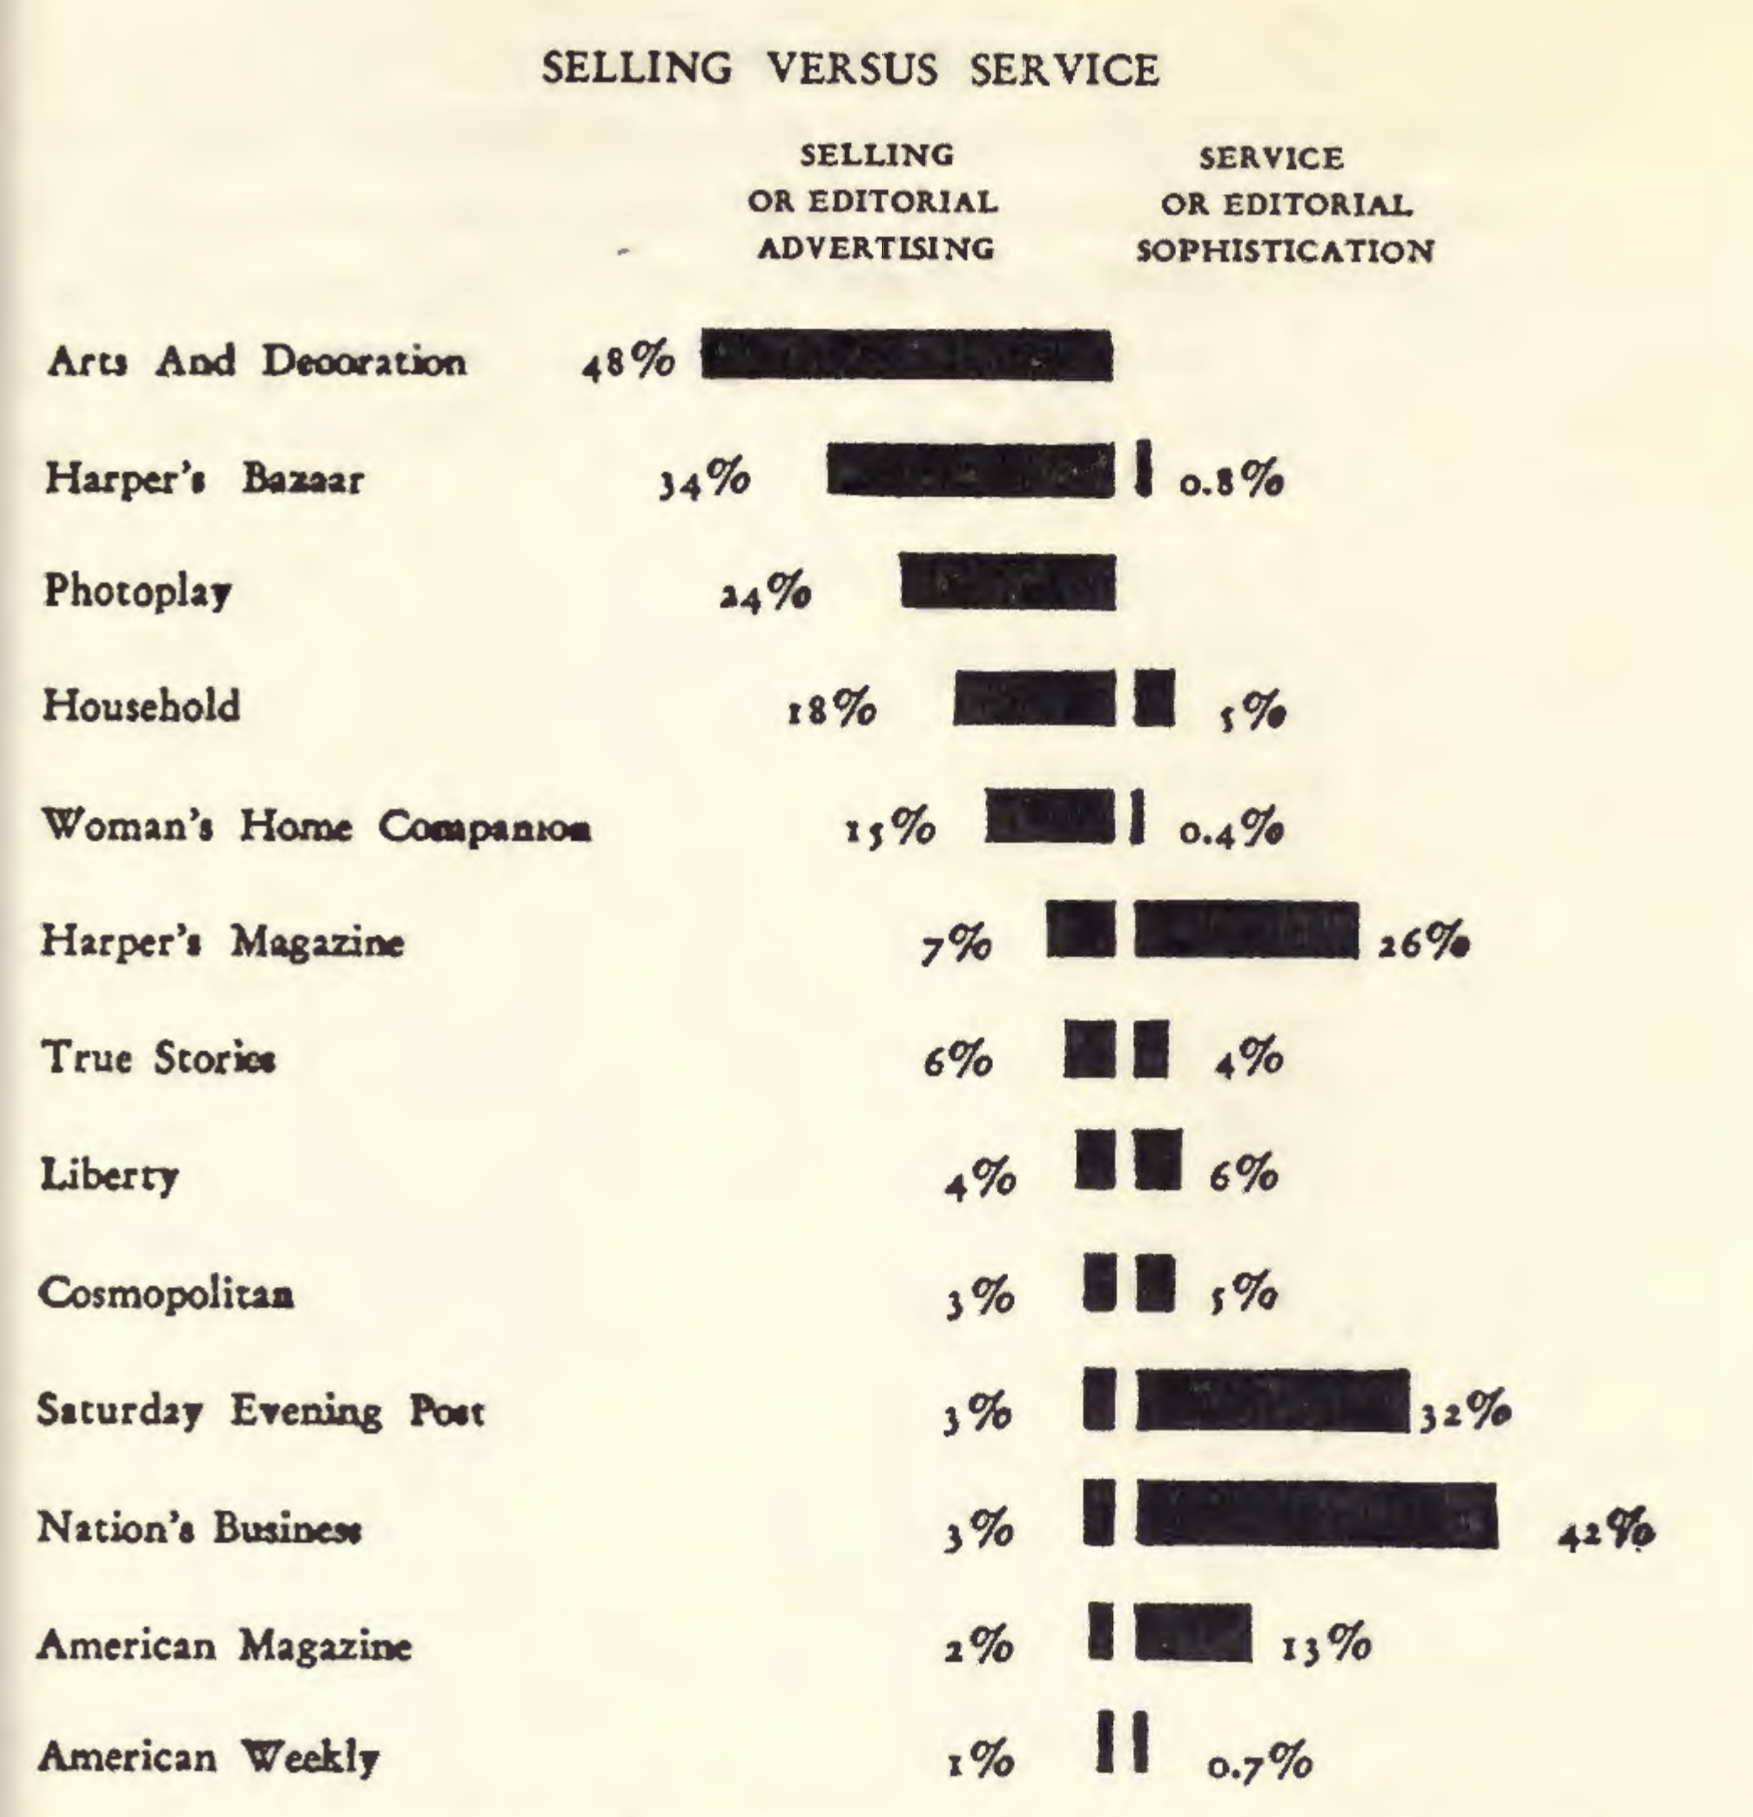 SELLING VERSUS SERVICE
SELLING OR EDITORIAL ADVERTISING
SERVICE OR EDITORIAL SOPHISTICATION
Arts And Decoration 48%
Harper's Bazaar 34% 0.8%
Photoplay 24%
Household 18% 5%
Woman's Home Companion 15% 0.4%
Harper's Magazine 7% 26%
True Stories 6% 4%
Liberty 4% 6%
Cosmopolitan 3% 5%
Saturday Evening Post 3% 32%
Nation's Business 3% 42%
American Magazine 2% 13%
American Weekly 1% 0.7%